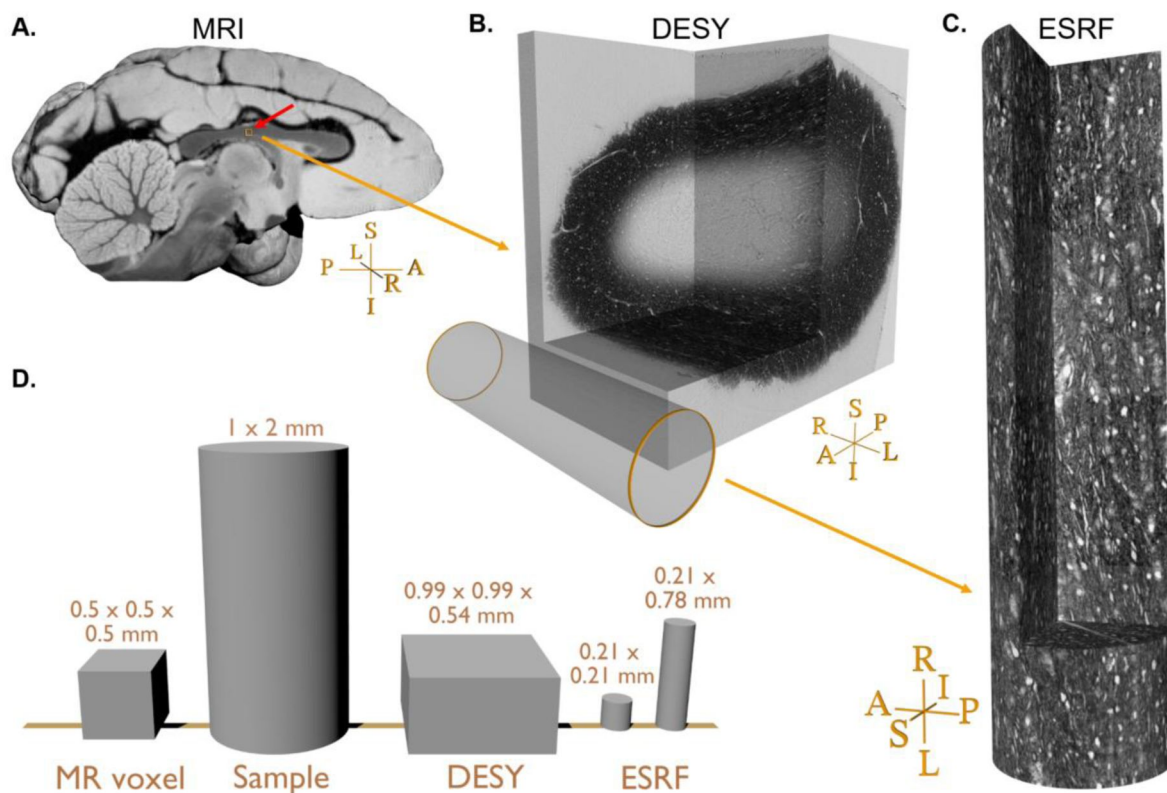 A.
MRI
B.
DESY
C.
ESRF
S
L
P
A
R
I
S
R
P
A
L
I
D.
1 x 2 mm
0.5 x 0.5 x
0.5 mm
0.99 x 0.99 x
0.54 mm
0.21 x
0.21 mm
0.21 x
0.78 mm
MR voxel
Sample
DESY
ESRF
R
I
A
P
S
L